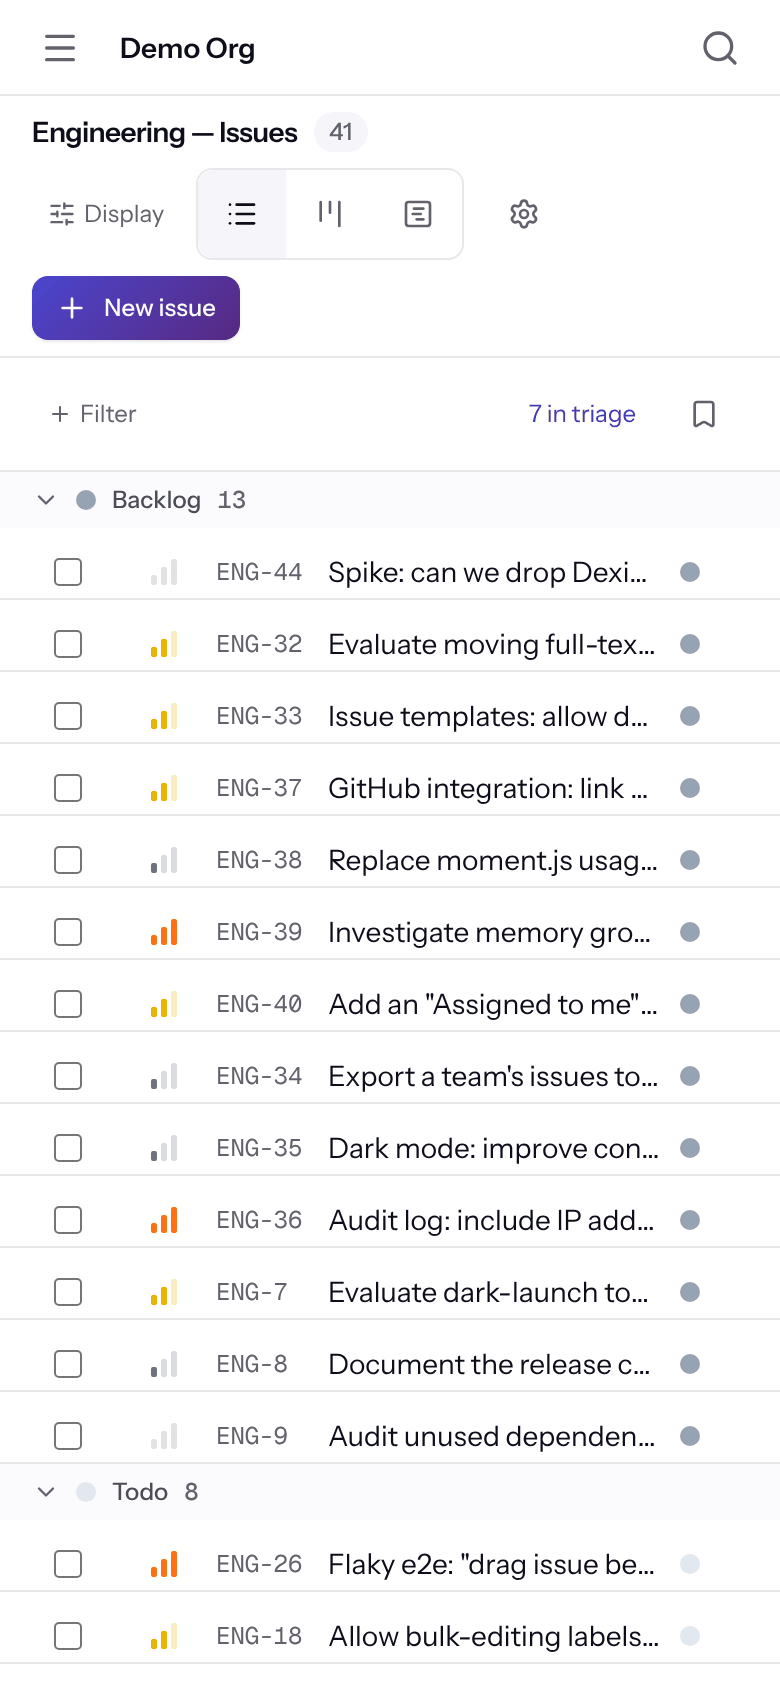 Demo Org
Engineering — Issues 41
Display
New issue
Filter 7 in triage
Backlog 13
ENG-44 Spike: can we drop Dexi...
ENG-32 Evaluate moving full-tex...
ENG-33 Issue templates: allow d...
ENG-37 GitHub integration: link ...
ENG-38 Replace moment.js usag...
ENG-39 Investigate memory gro...
ENG-40 Add an "Assigned to me"...
ENG-34 Export a team's issues to...
ENG-35 Dark mode: improve con...
ENG-36 Audit log: include IP add...
ENG-7 Evaluate dark-launch to...
ENG-8 Document the release c...
ENG-9 Audit unused dependen...
Todo 8
ENG-26 Flaky e2e: "drag issue be...
ENG-18 Allow bulk-editing labels...